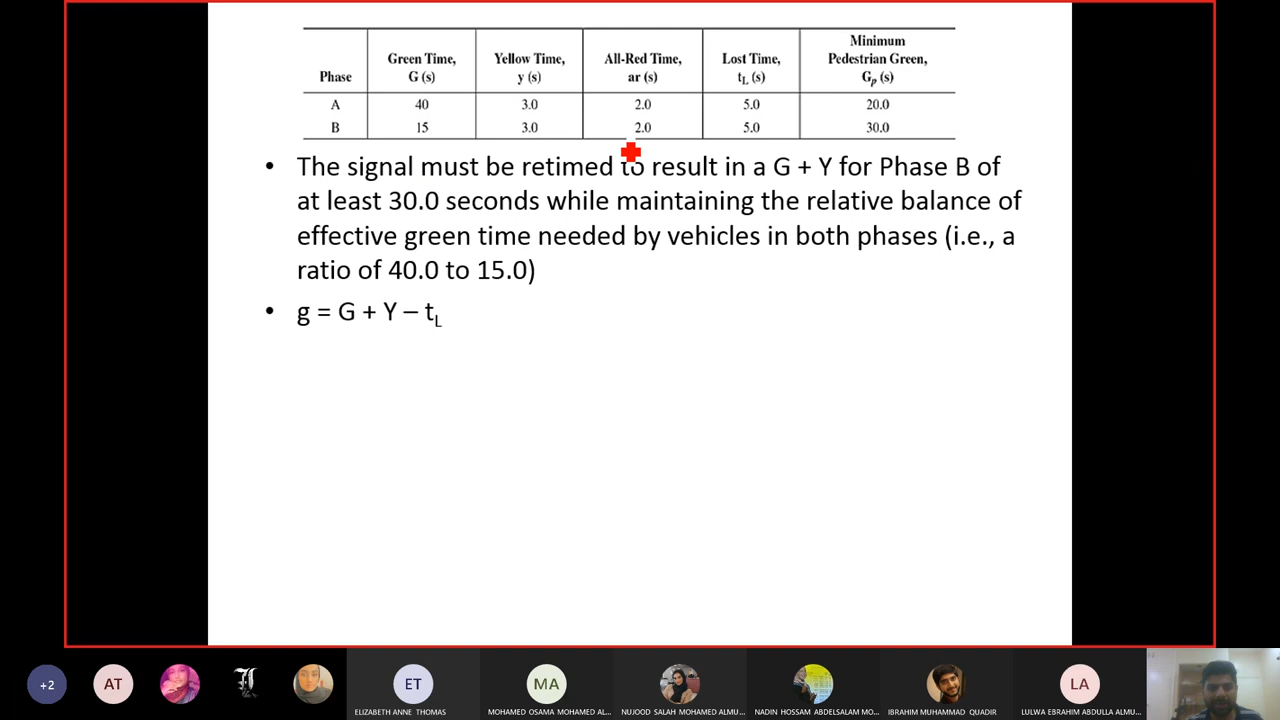 Phase Green Time, G (s) Yellow Time, y (s) All-Red Time, ar (s) Lost Time, tL (s) Minimum Pedestrian Green, Gp (s)
A 40 3.0 2.0 5.0 20.0
B 15 3.0 2.0 5.0 30.0
• The signal must be retimed to result in a G + Y for Phase B of
at least 30.0 seconds while maintaining the relative balance of
effective green time needed by vehicles in both phases (i.e., a
ratio of 40.0 to 15.0)
• g = G + Y – tL
+2 AT ET MA LA
ELIZABETH ANNE THOMAS MOHAMED OSAMA MOHAMED AL... NUJOOD SALAH MOHAMED ALMU... NADIN HOSSAM ABDELSALAM MO... IBRAHIM MUHAMMAD QUADIR LULWA EBRAHIM ABDULLA ALMU...